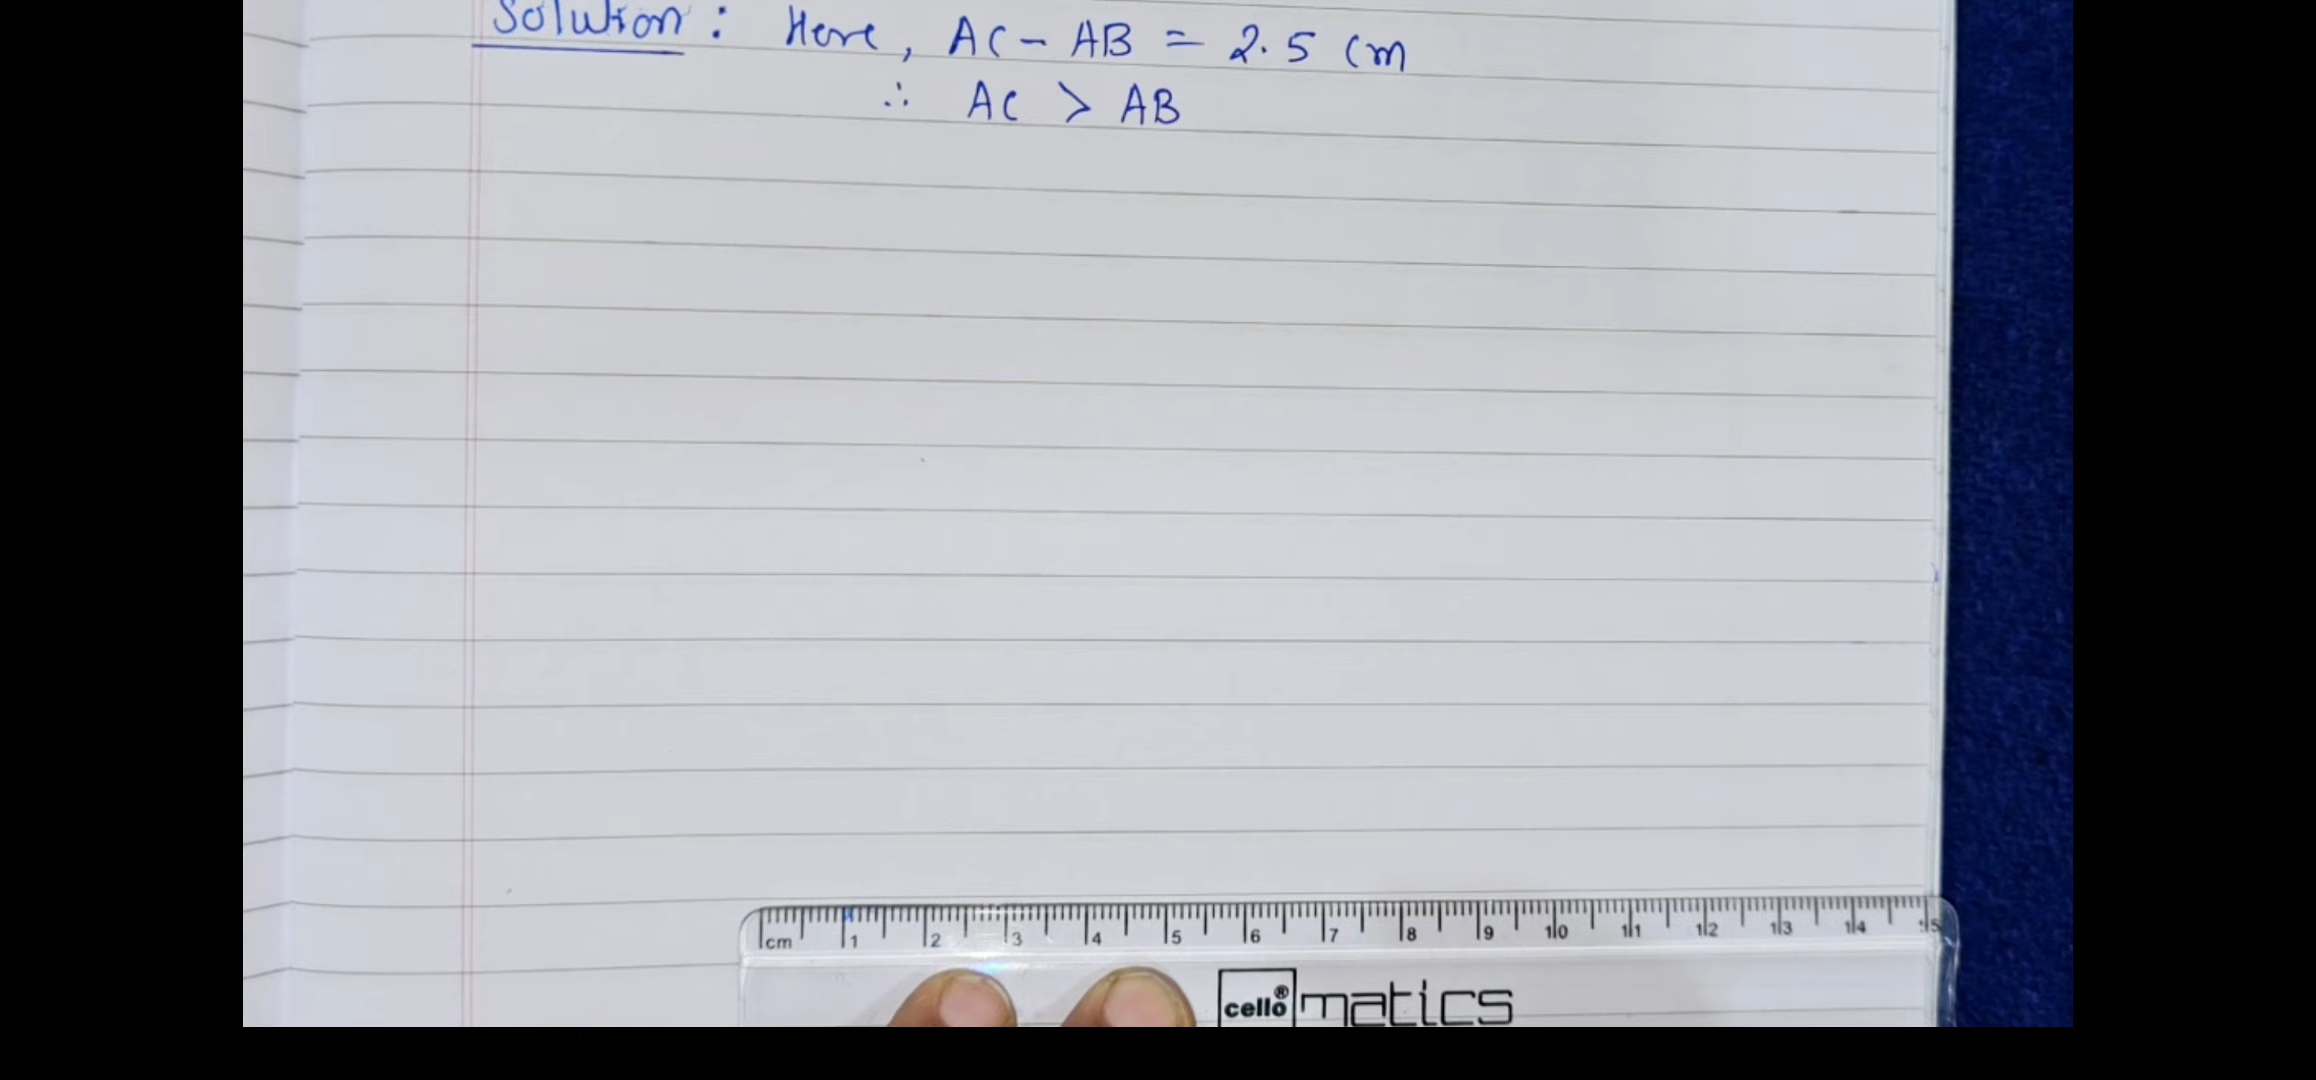 Solution : Here, AC - AB = 2.5 cm
∴ AC > AB
cm 1 2 3 4 5 6 7 8 9 10 11 12 13 14 15
cello® matics